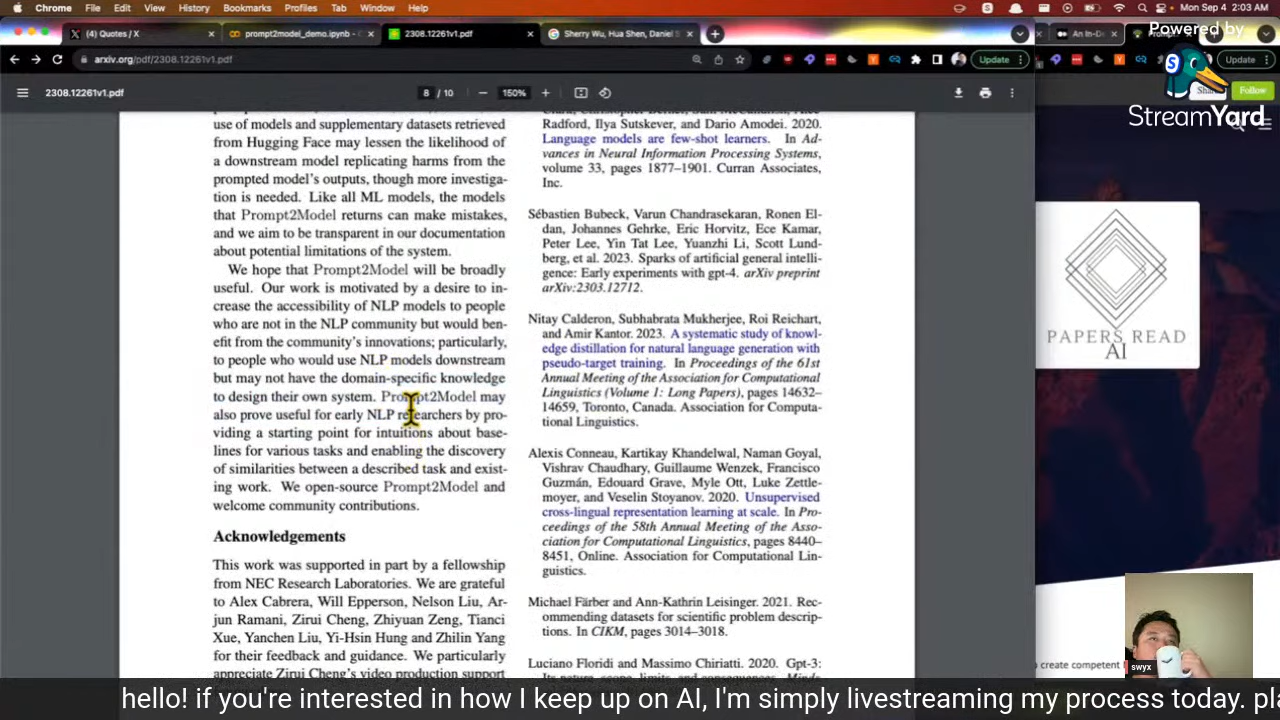 Chrome File Edit View History Bookmarks Profiles Tab Window Help
Mon Sep 4 2:03 AM
(4) Quotes / X
prompt2model_demo.ipynb - C
2308.12261v1.pdf
Sherry Wu, Hua Shen, Daniel S
An In-De
Powered by
arxiv.org/pdf/2308.12261v1.pdf
Update
Update
2308.12261v1.pdf
8 / 10
150%
Follow
StreamYard
use of models and supplementary datasets retrieved
from Hugging Face may lessen the likelihood of
a downstream model replicating harms from the
prompted model's outputs, though more investiga-
tion is needed. Like all ML models, the models
that Prompt2Model returns can make mistakes,
and we aim to be transparent in our documentation
about potential limitations of the system.
We hope that Prompt2Model will be broadly
useful. Our work is motivated by a desire to in-
crease the accessibility of NLP models to people
who are not in the NLP community but would ben-
efit from the community's innovations; particularly,
to people who would use NLP models downstream
but may not have the domain-specific knowledge
to design their own system. Prompt2Model may
also prove useful for early NLP researchers by pro-
viding a starting point for intuitions about base-
lines for various tasks and enabling the discovery
of similarities between a described task and exist-
ing work. We open-source Prompt2Model and
welcome community contributions.
Acknowledgements
This work was supported in part by a fellowship
from NEC Research Laboratories. We are grateful
to Alex Cabrera, Will Epperson, Nelson Liu, Ar-
jun Ramani, Zirui Cheng, Zhiyuan Zeng, Tianci
Xue, Yanchen Liu, Yi-Hsin Hung and Zhilin Yang
for their feedback and guidance. We particularly
appreciate Zirui Cheng's video production support
Radford, Ilya Sutskever, and Dario Amodei. 2020.
Language models are few-shot learners. In Ad-
vances in Neural Information Processing Systems,
volume 33, pages 1877–1901. Curran Associates,
Inc.
Sébastien Bubeck, Varun Chandrasekaran, Ronen El-
dan, Johannes Gehrke, Eric Horvitz, Ece Kamar,
Peter Lee, Yin Tat Lee, Yuanzhi Li, Scott Lund-
berg, et al. 2023. Sparks of artificial general intelli-
gence: Early experiments with gpt-4. arXiv preprint
arXiv:2303.12712.
Nitay Calderon, Subhabrata Mukherjee, Roi Reichart,
and Amir Kantor. 2023. A systematic study of knowl-
edge distillation for natural language generation with
pseudo-target training. In Proceedings of the 61st
Annual Meeting of the Association for Computational
Linguistics (Volume 1: Long Papers), pages 14632–
14659, Toronto, Canada. Association for Computa-
tional Linguistics.
Alexis Conneau, Kartikay Khandelwal, Naman Goyal,
Vishrav Chaudhary, Guillaume Wenzek, Francisco
Guzmán, Edouard Grave, Myle Ott, Luke Zettle-
moyer, and Veselin Stoyanov. 2020. Unsupervised
cross-lingual representation learning at scale. In Pro-
ceedings of the 58th Annual Meeting of the Asso-
ciation for Computational Linguistics, pages 8440–
8451, Online. Association for Computational Lin-
guistics.
Michael Färber and Ann-Kathrin Leisinger. 2021. Rec-
ommending datasets for scientific problem descrip-
tions. In CIKM, pages 3014–3018.
Luciano Floridi and Massimo Chiriatti. 2020. Gpt-3:
PAPERS READ
AI
o create competent
swyx
hello! if you're interested in how I keep up on AI, I'm simply livestreaming my process today. pl